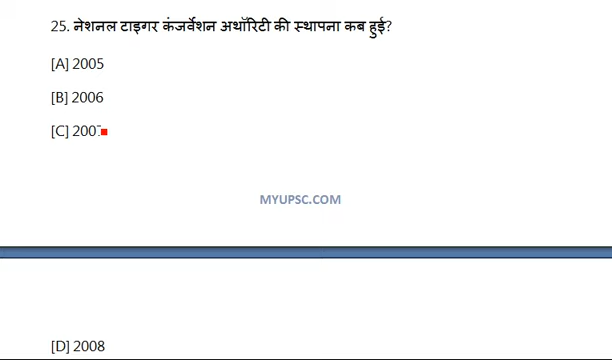 25. नेशनल टाइगर कंजर्वेशन अथॉरिटी की स्थापना कब हुई?
[A] 2005
[B] 2006
[C]
MYUPSC.COM
[D] 2008